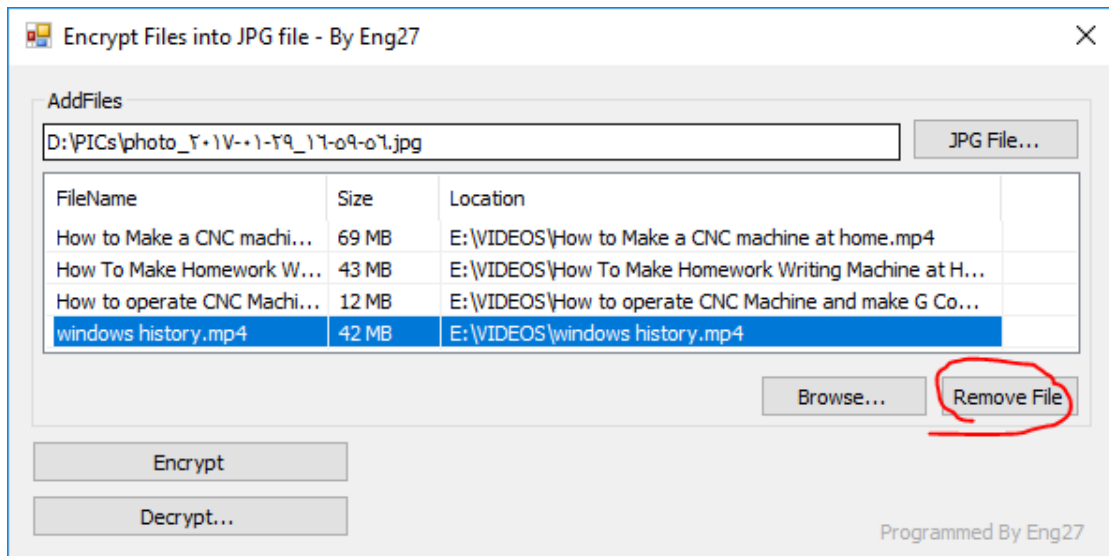 Encrypt Files into JPG file - By Eng27
AddFiles
D:\PICs\photo_٢٠١٧-٠١-٢٩_١٦-٥٩-٥٦.jpg
JPG File...
FileName Size Location
How to Make a CNC machi... 69 MB E:\VIDEOS\How to Make a CNC machine at home.mp4
How To Make Homework W... 43 MB E:\VIDEOS\How To Make Homework Writing Machine at H...
How to operate CNC Machi... 12 MB E:\VIDEOS\How to operate CNC Machine and make G Co...
windows history.mp4 42 MB E:\VIDEOS\windows history.mp4
Browse... Remove File
Encrypt
Decrypt...
Programmed By Eng27